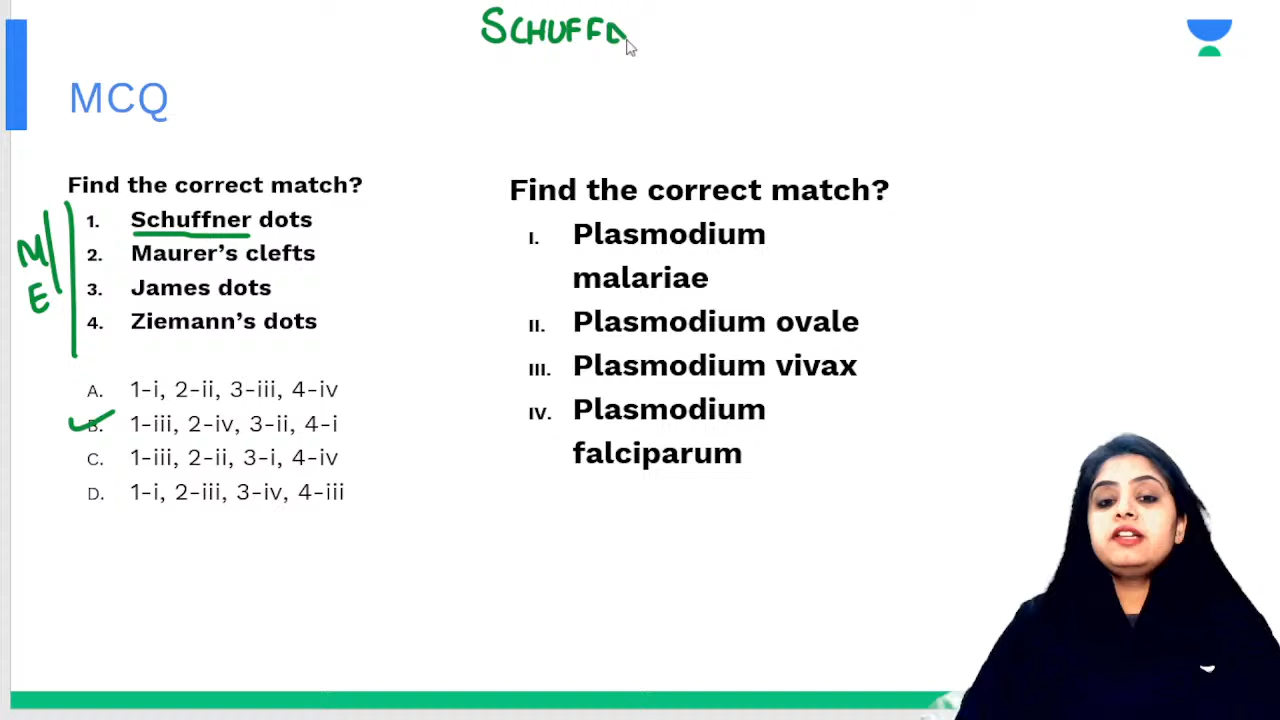 SCHUFFN
MCQ
Find the correct match?
1. Schuffner dots
2. Maurer's clefts
3. James dots
4. Ziemann's dots
M
E
A. 1-i, 2-ii, 3-iii, 4-iv
B. 1-iii, 2-iv, 3-ii, 4-i
C. 1-iii, 2-ii, 3-i, 4-iv
D. 1-i, 2-iii, 3-iv, 4-iii
Find the correct match?
I. Plasmodium
malariae
II. Plasmodium ovale
III. Plasmodium vivax
IV. Plasmodium
falciparum